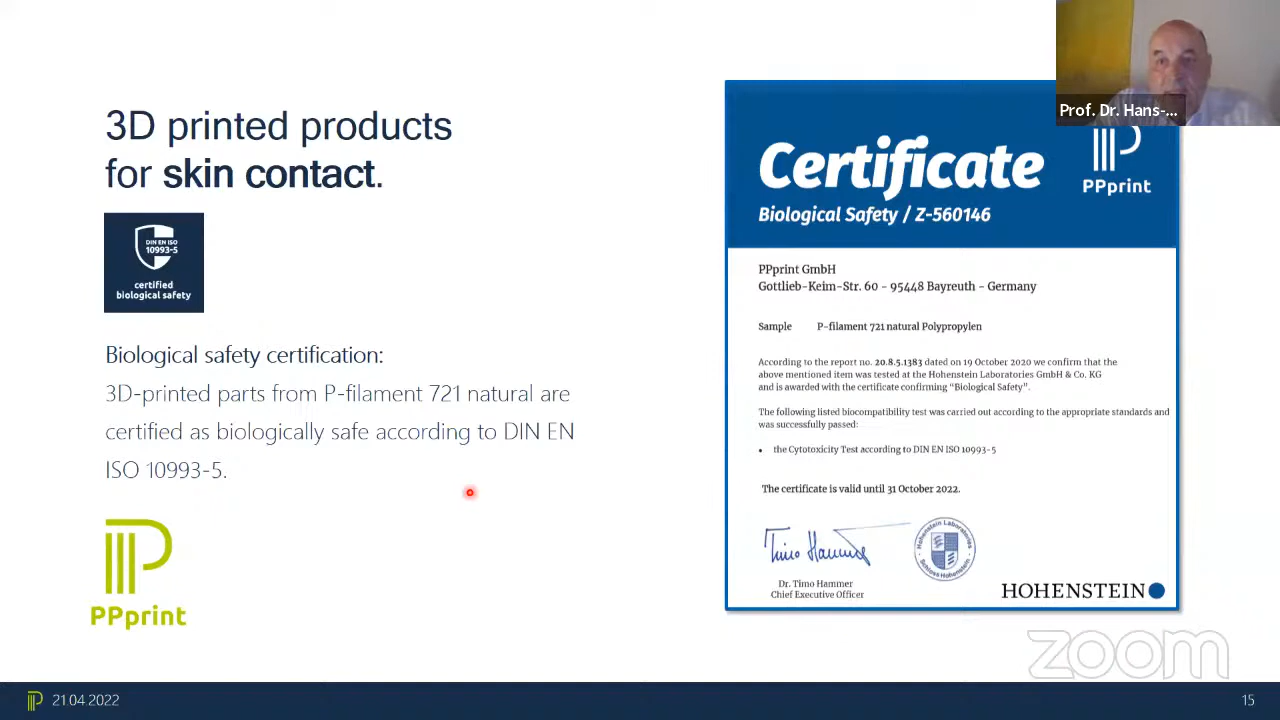 Prof. Dr. Hans-...
3D printed products
for skin contact.
DIN EN ISO
10993-5
certified
biological safety
Biological safety certification:
3D-printed parts from P-filament 721 natural are
certified as biologically safe according to DIN EN
ISO 10993-5.
PPprint
Certificate
Biological Safety / Z-560146
PPprint
PPprint GmbH
Gottlieb-Keim-Str. 60 - 95448 Bayreuth - Germany
Sample P-filament 721 natural Polypropylen
According to the report no. 20.8.5.1383 dated on 19 October 2020 we confirm that the
above mentioned item was tested at the Hohenstein Laboratories GmbH & Co. KG
and is awarded with the certificate confirming “Biological Safety”.
The following listed biocompatibility test was carried out according to the appropriate standards and
was successfully passed:
• the Cytotoxicity Test according to DIN EN ISO 10993-5
The certificate is valid until 31 October 2022.
Timo Hammer
Hohenstein Laboratories
Schloss Hohenstein
Dr. Timo Hammer
Chief Executive Officer
HOHENSTEIN
zoom
21.04.2022
15